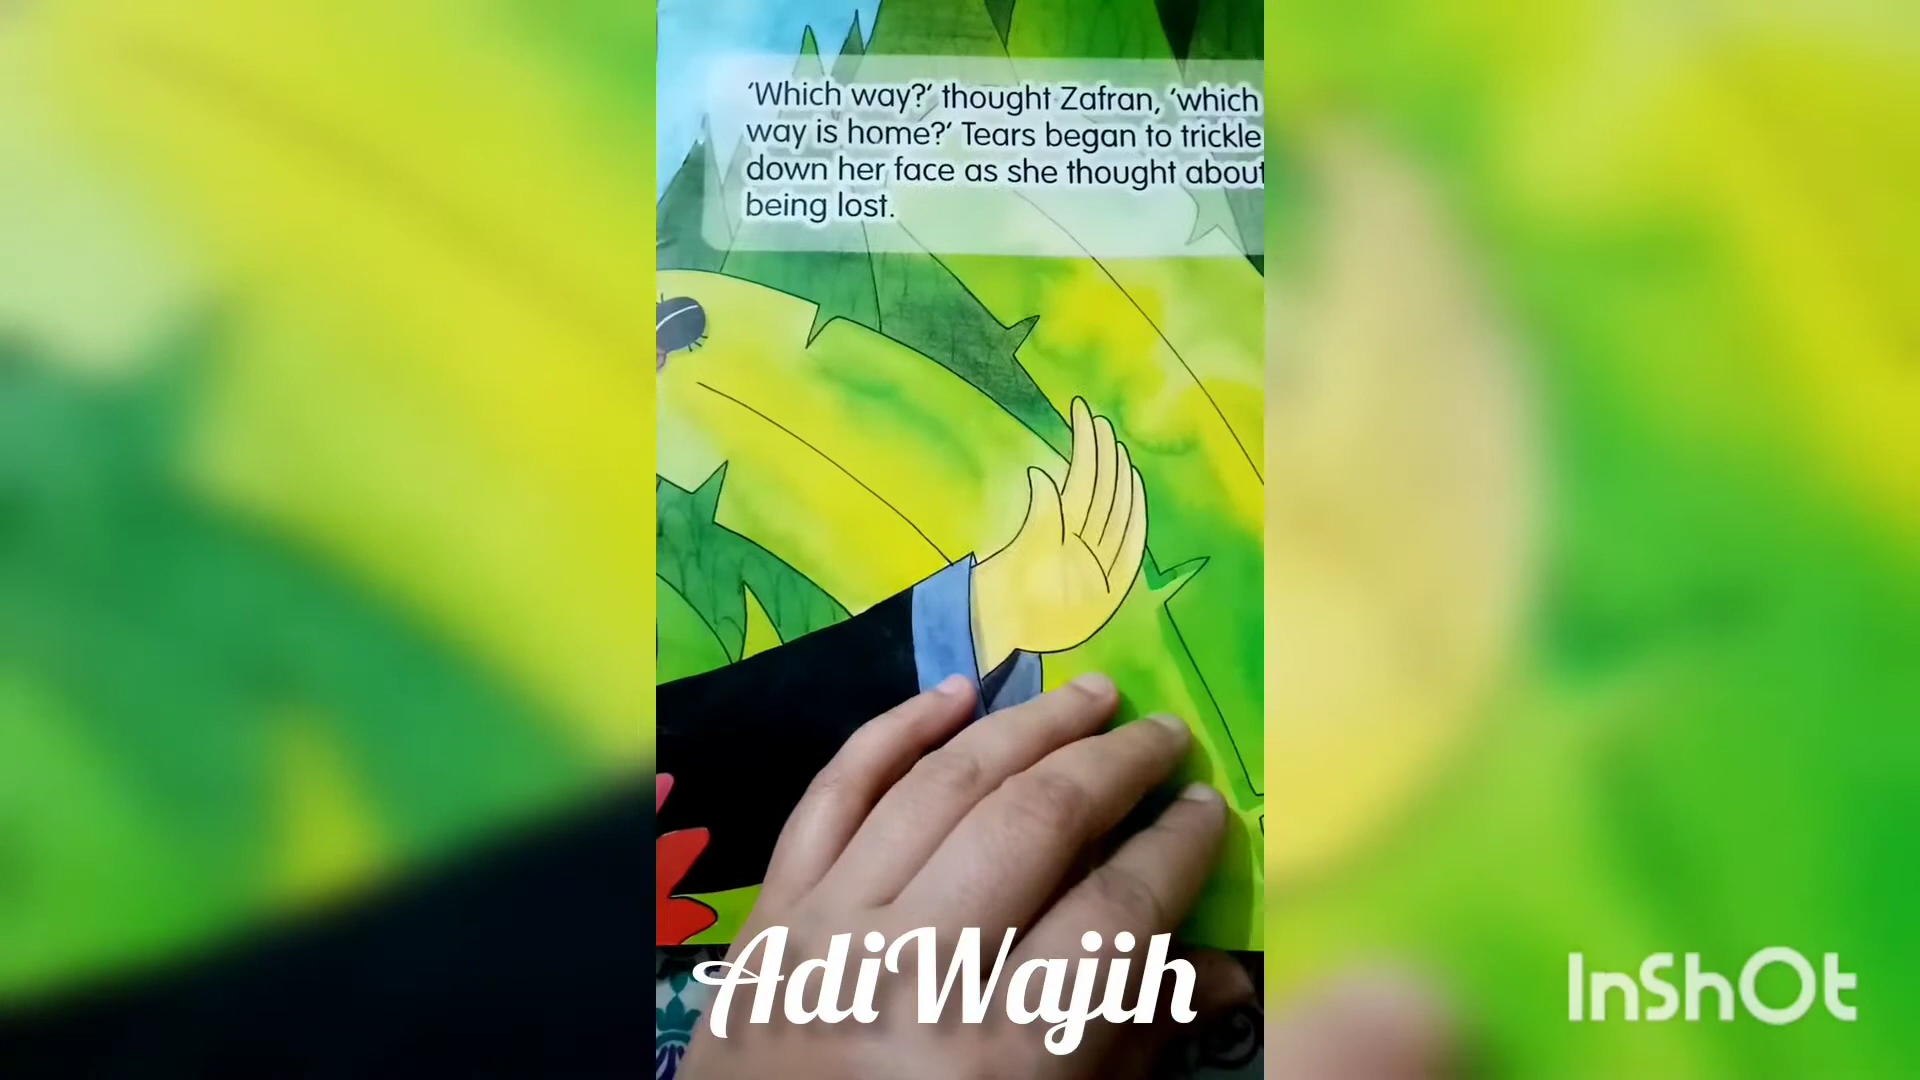 ‘Which way?’ thought Zafran, ‘which
way is home?’ Tears began to trickle
down her face as she thought about
being lost.
AdiWajih
InShOt